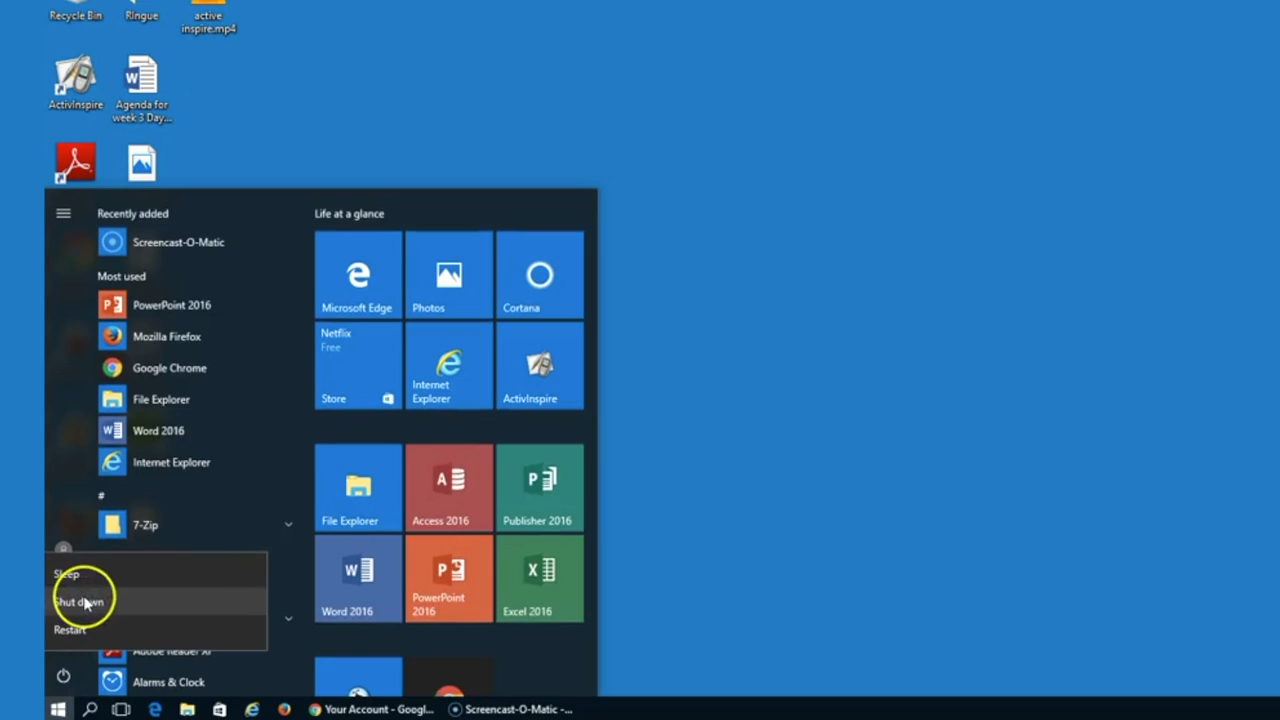 Recycle Bin
Ringue
active
inspire.mp4
ActivInspire
Agenda for
week 3 Day...
Recently added
Screencast-O-Matic
Most used
PowerPoint 2016
Mozilla Firefox
Google Chrome
File Explorer
Word 2016
Internet Explorer
#
7-Zip
Sleep
Shut down
Restart
Adobe Reader XI
Alarms & Clock
Life at a glance
Microsoft Edge
Photos
Cortana
Netflix
Free
Store
Internet
Explorer
ActivInspire
File Explorer
Access 2016
Publisher 2016
Word 2016
PowerPoint
2016
Excel 2016
Your Account - Googl...
Screencast-O-Matic -...